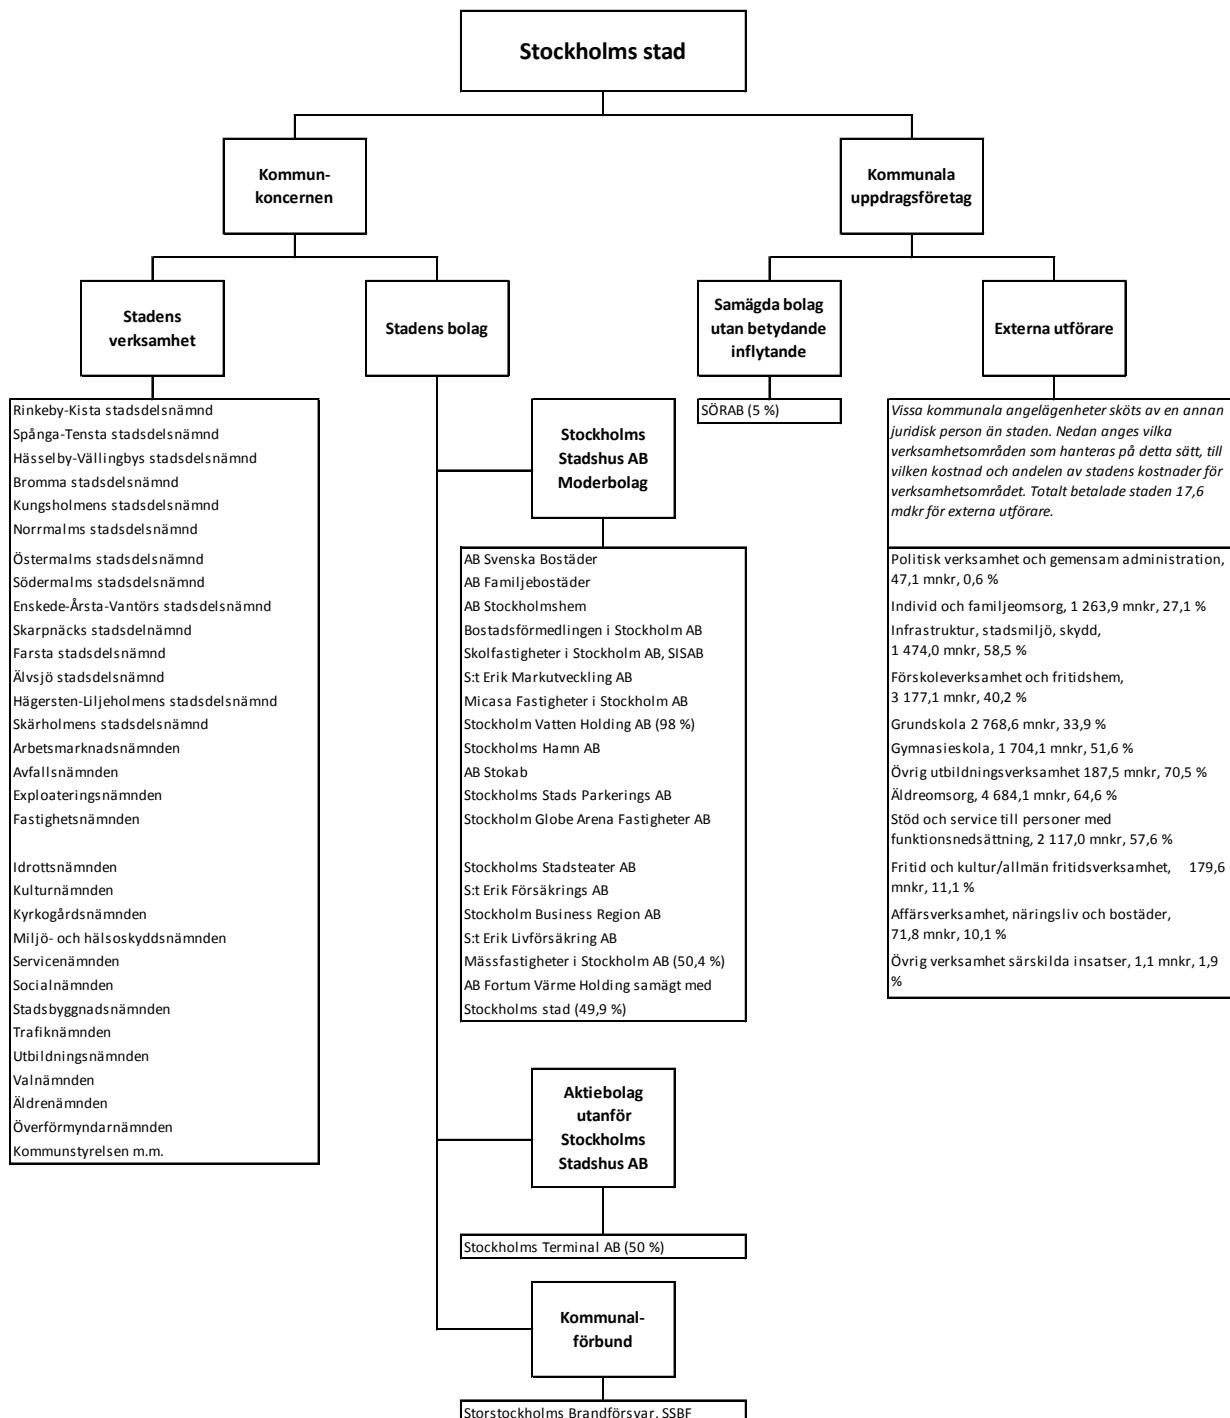 Stockholms stad
Kommun-
koncernen
Kommunala
uppdragsföretag
Stadens
verksamhet
Stadens bolag
Samägda bolag
utan betydande
inflytande
Externa utförare
Rinkeby-Kista stadsdelsnämnd
Spånga-Tensta stadsdelsnämnd
Hässelby-Vällingbys stadsdelsnämnd
Bromma stadsdelsnämnd
Kungsholmens stadsdelsnämnd
Norrmalms stadsdelsnämnd
Östermalms stadsdelsnämnd
Södermalms stadsdelsnämnd
Enskede-Årsta-Vantörs stadsdelsnämnd
Skarpnäcks stadsdelnämnd
Farsta stadsdelsnämnd
Älvsjö stadsdelsnämnd
Hägersten-Liljeholmens stadsdelsnämnd
Skärholmens stadsdelsnämnd
Arbetsmarknadsnämnden
Avfallsnämnden
Exploateringsnämnden
Fastighetsnämnden
Idrottsnämnden
Kulturnämnden
Kyrkogårdsnämnden
Miljö- och hälsoskyddsnämnden
Servicenämnden
Socialnämnden
Stadsbyggnadsnämnden
Trafiknämnden
Utbildningsnämnden
Valnämnden
Äldrenämnden
Överförmyndarnämnden
Kommunstyrelsen m.m.
Stockholms
Stadshus AB
Moderbolag
AB Svenska Bostäder
AB Familjebostäder
AB Stockholmshem
Bostadsförmedlingen i Stockholm AB
Skolfastigheter i Stockholm AB, SISAB
S:t Erik Markutveckling AB
Micasa Fastigheter i Stockholm AB
Stockholm Vatten Holding AB (98 %)
Stockholms Hamn AB
AB Stokab
Stockholms Stads Parkerings AB
Stockholm Globe Arena Fastigheter AB
Stockholms Stadsteater AB
S:t Erik Försäkrings AB
Stockholm Business Region AB
S:t Erik Livförsäkring AB
Mässfastigheter i Stockholm AB (50,4 %)
AB Fortum Värme Holding samägt med
Stockholms stad (49,9 %)
Aktiebolag
utanför
Stockholms
Stadshus AB
Stockholms Terminal AB (50 %)
Kommunal-
förbund
Storstockholms Brandförsvar, SSBF
SÖRAB (5 %)
Vissa kommunala angelägenheter sköts av en annan
juridisk person än staden. Nedan anges vilka
verksamhetsområden som hanteras på detta sätt, till
vilken kostnad och andelen av stadens kostnader för
verksamhetsområdet. Totalt betalade staden 17,6
mdkr för externa utförare.
Politisk verksamhet och gemensam administration,
47,1 mnkr, 0,6 %
Individ och familjeomsorg, 1 263,9 mnkr, 27,1 %
Infrastruktur, stadsmiljö, skydd,
1 474,0 mnkr, 58,5 %
Förskoleverksamhet och fritidshem,
3 177,1 mnkr, 40,2 %
Grundskola 2 768,6 mnkr, 33,9 %
Gymnasieskola, 1 704,1 mnkr, 51,6 %
Övrig utbildningsverksamhet 187,5 mnkr, 70,5 %
Äldreomsorg, 4 684,1 mnkr, 64,6 %
Stöd och service till personer med
funktionsnedsättning, 2 117,0 mnkr, 57,6 %
Fritid och kultur/allmän fritidsverksamhet, 179,6
mnkr, 11,1 %
Affärsverksamhet, näringsliv och bostäder,
71,8 mnkr, 10,1 %
Övrig verksamhet särskilda insatser, 1,1 mnkr, 1,9
%